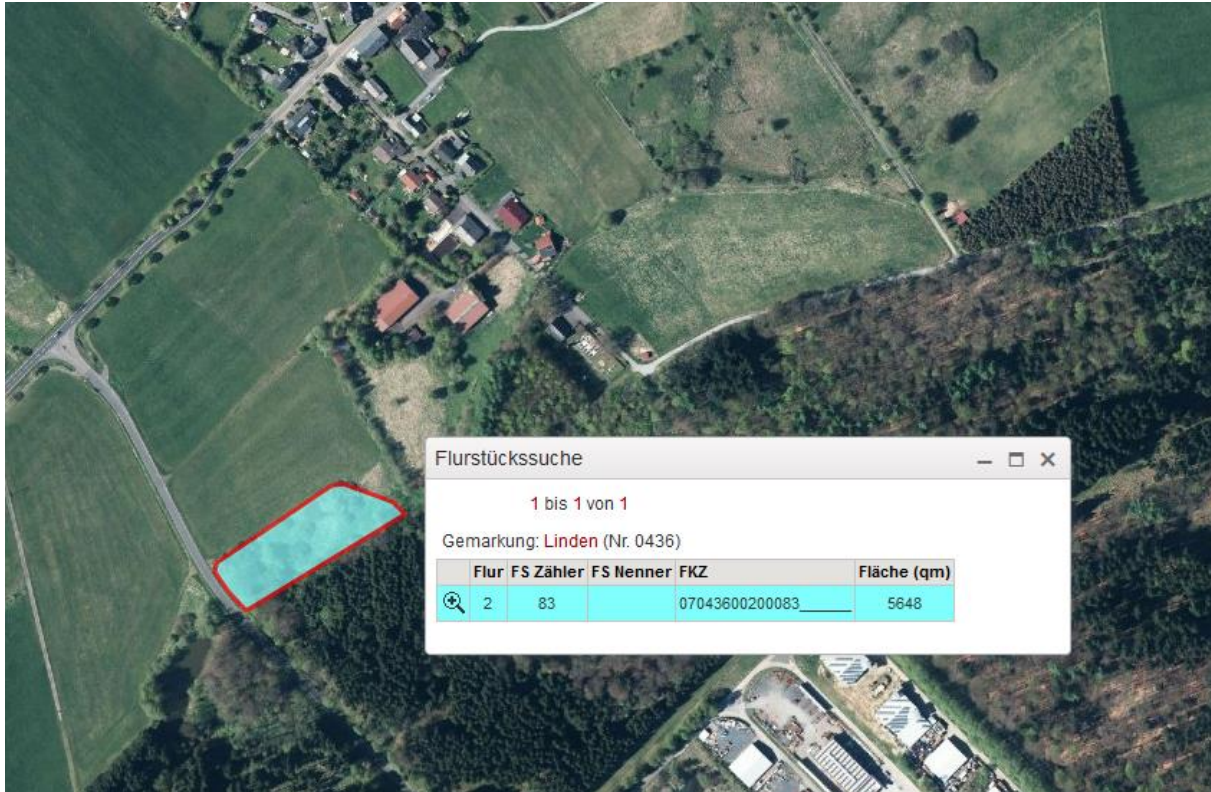 Flurstückssuche
1 bis 1 von 1
Gemarkung: Linden (Nr. 0436)
Flur FS Zähler FS Nenner FKZ Fläche (qm)
2 83 07043600200083______ 5648